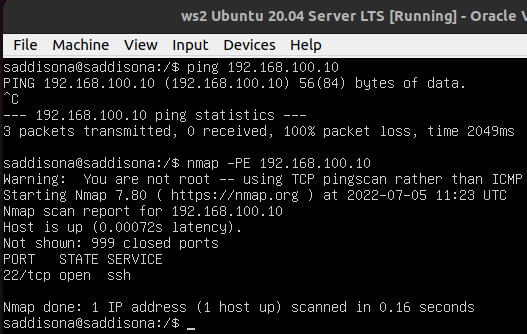 ws2 Ubuntu 20.04 Server LTS [Running] - Oracle V
File Machine View Input Devices Help
saddisona@saddisona:/$ ping 192.168.100.10
PING 192.168.100.10 (192.168.100.10) 56(84) bytes of data.
^C
--- 192.168.100.10 ping statistics ---
3 packets transmitted, 0 received, 100% packet loss, time 2049ms
saddisona@saddisona:/$ nmap -PE 192.168.100.10
Warning:  You are not root -- using TCP pingscan rather than ICMP
Starting Nmap 7.80 ( https://nmap.org ) at 2022-07-05 11:23 UTC
Nmap scan report for 192.168.100.10
Host is up (0.00072s latency).
Not shown: 999 closed ports
PORT   STATE SERVICE
22/tcp open  ssh
Nmap done: 1 IP address (1 host up) scanned in 0.16 seconds
saddisona@saddisona:/$ _